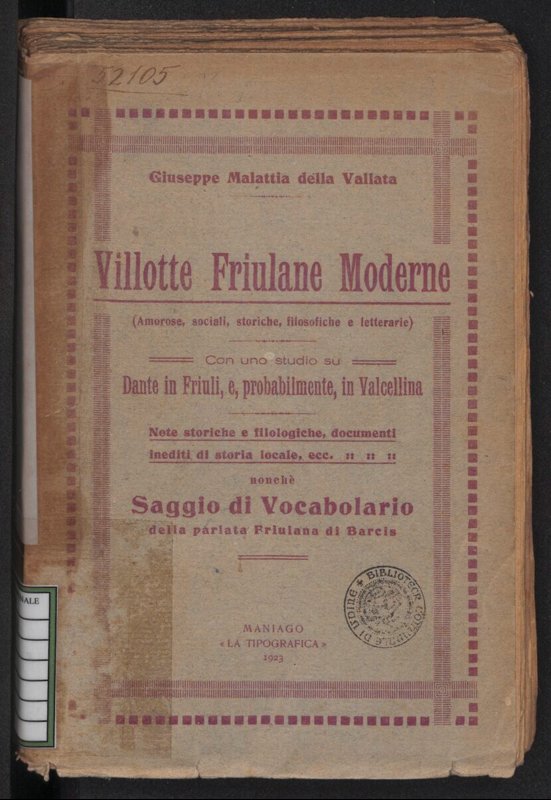 52105
Giuseppe Malattia della Vallata
Villotte Friulane Moderne
(Amorose, sociali, storiche, filosofiche e letterarie)
Con uno studio su
Dante in Friuli, e, probabilmente, in Valcellina
Note storiche e filologiche, documenti
inediti di storia locale, ecc. :: :: ::
nonchè
Saggio di Vocabolario
della parlata Friulana di Barcis
MANIAGO
« LA TIPOGRAFICA »
1923
BIBLIOTECA COMUNALE DI UDINE
NALE